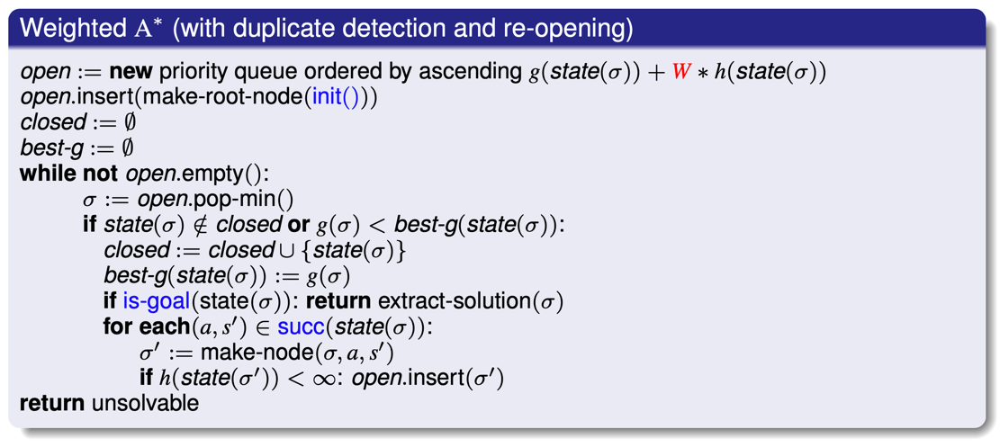 Weighted A* (with duplicate detection and re-opening)
open := new priority queue ordered by ascending g(state(σ)) + W * h(state(σ))
open.insert(make-root-node(init()))
closed := ∅
best-g := ∅
while not open.empty():
σ := open.pop-min()
if state(σ) ∉ closed or g(σ) < best-g(state(σ)):
closed := closed ∪ {state(σ)}
best-g(state(σ)) := g(σ)
if is-goal(state(σ)): return extract-solution(σ)
for each(a, s′) ∈ succ(state(σ)):
σ′ := make-node(σ, a, s′)
if h(state(σ′)) < ∞: open.insert(σ′)
return unsolvable